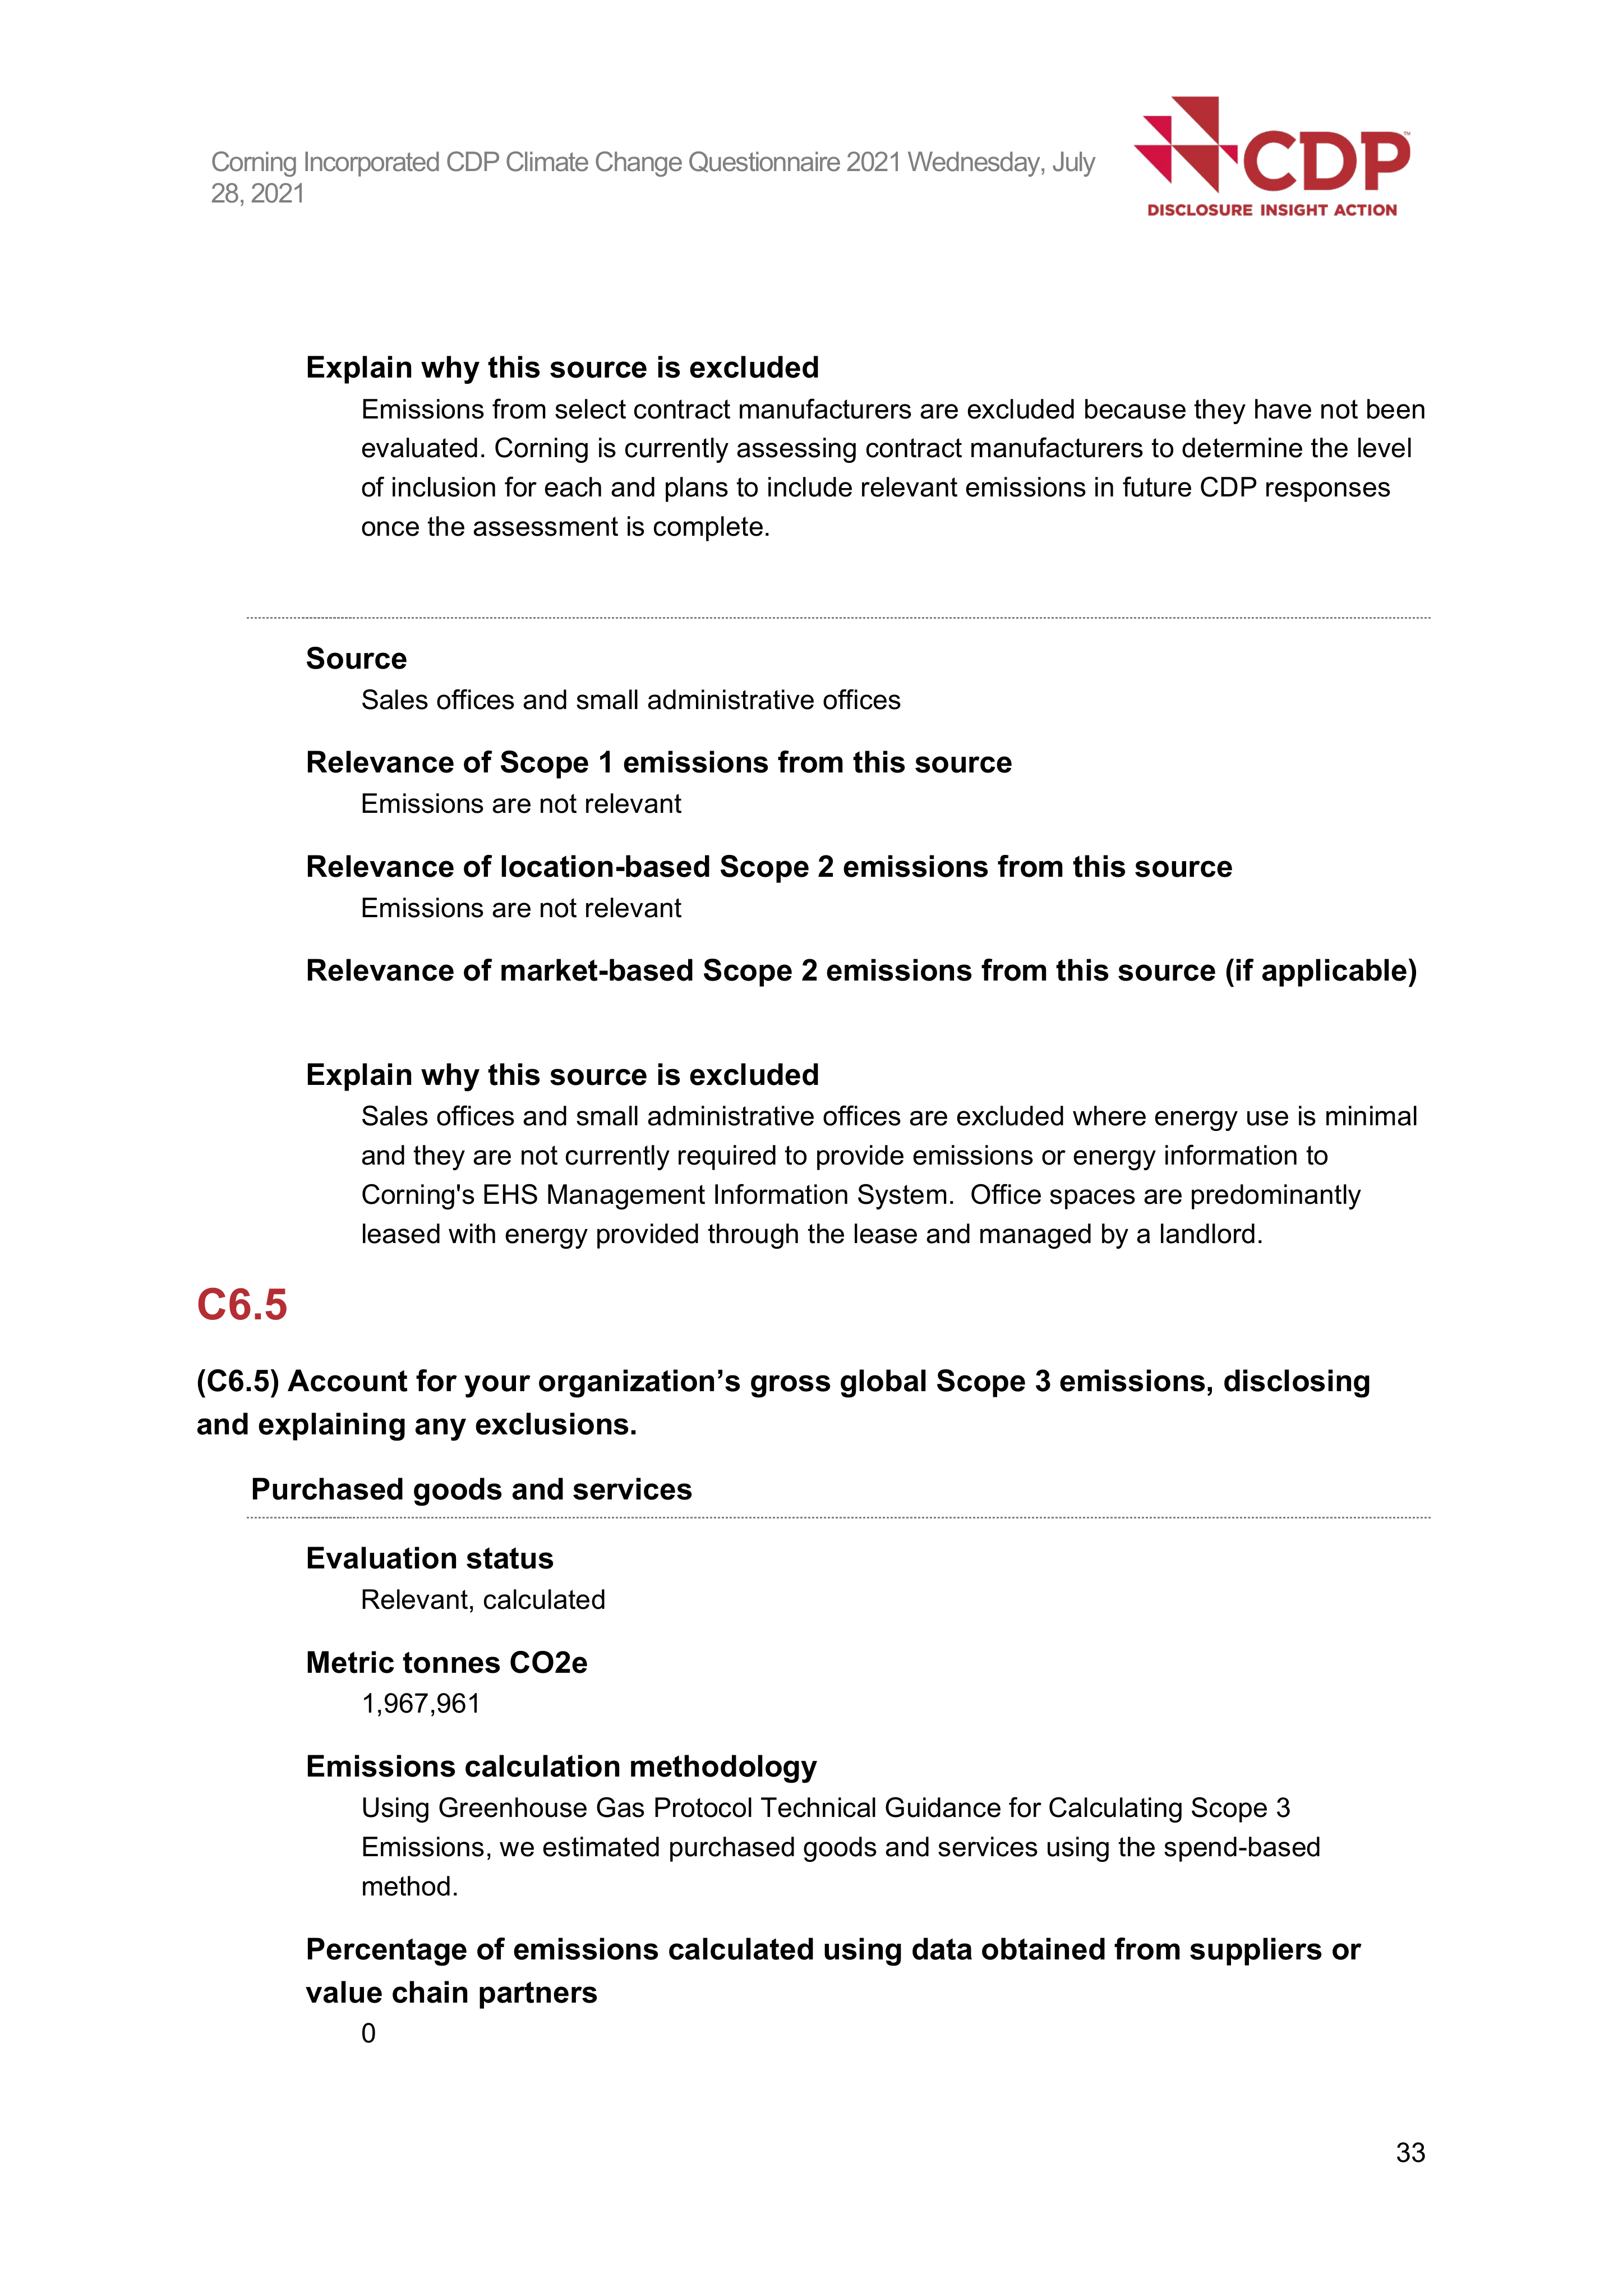 Corning Incorporated CDP Climate Change Questionnaire 2021 Wednesday, July
28, 2021
CDP™
DISCLOSURE INSIGHT ACTION
Explain why this source is excluded
Emissions from select contract manufacturers are excluded because they have not been
evaluated. Corning is currently assessing contract manufacturers to determine the level
of inclusion for each and plans to include relevant emissions in future CDP responses
once the assessment is complete.
Source
Sales offices and small administrative offices
Relevance of Scope 1 emissions from this source
Emissions are not relevant
Relevance of location-based Scope 2 emissions from this source
Emissions are not relevant
Relevance of market-based Scope 2 emissions from this source (if applicable)
Explain why this source is excluded
Sales offices and small administrative offices are excluded where energy use is minimal
and they are not currently required to provide emissions or energy information to
Corning's EHS Management Information System.  Office spaces are predominantly
leased with energy provided through the lease and managed by a landlord.
C6.5
(C6.5) Account for your organization’s gross global Scope 3 emissions, disclosing
and explaining any exclusions.
Purchased goods and services
Evaluation status
Relevant, calculated
Metric tonnes CO2e
1,967,961
Emissions calculation methodology
Using Greenhouse Gas Protocol Technical Guidance for Calculating Scope 3
Emissions, we estimated purchased goods and services using the spend-based
method.
Percentage of emissions calculated using data obtained from suppliers or
value chain partners
0
33